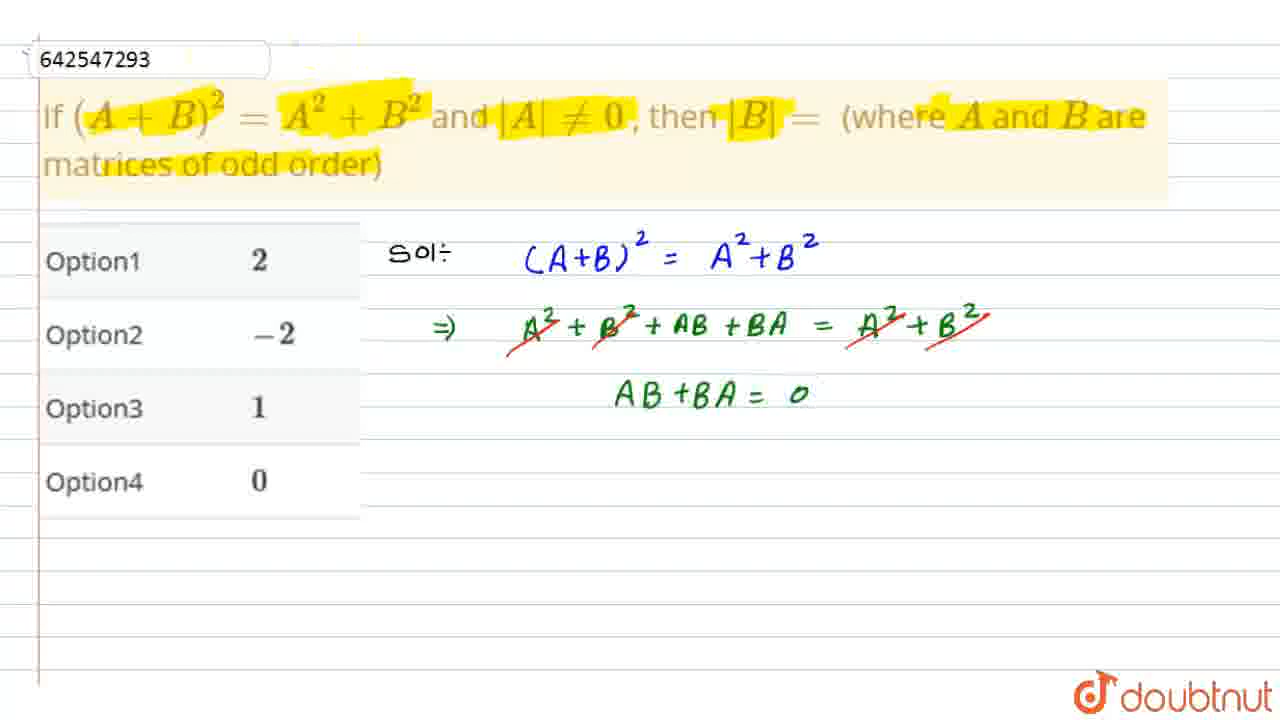 642547293
If (A + B)² = A² + B² and |A| ≠ 0, then |B| = (where A and B are
matrices of odd order)
Option1 2
Option2 −2
Option3 1
Option4 0
Sol:
(A+B)² = A²+B²
⇒ A² + B² + AB + BA = A² + B²
AB + BA = 0
doubtnut